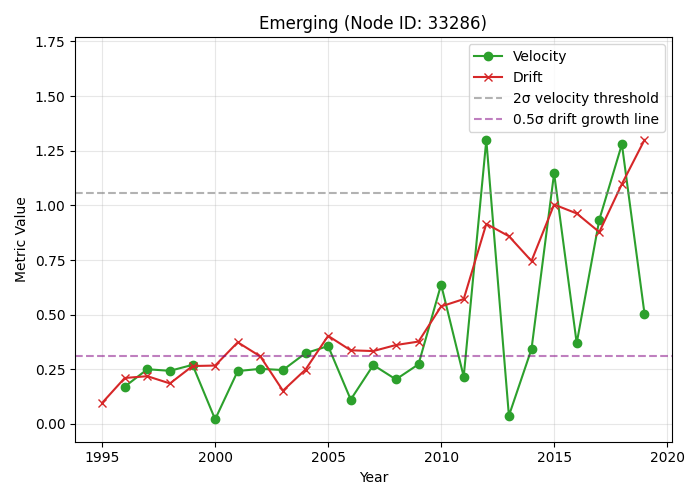 Emerging (Node ID: 33286)
Velocity
Drift
2σ velocity threshold
0.5σ drift growth line
Metric Value
1.75
1.50
1.25
1.00
0.75
0.50
0.25
0.00
1995
2000
2005
2010
2015
2020
Year